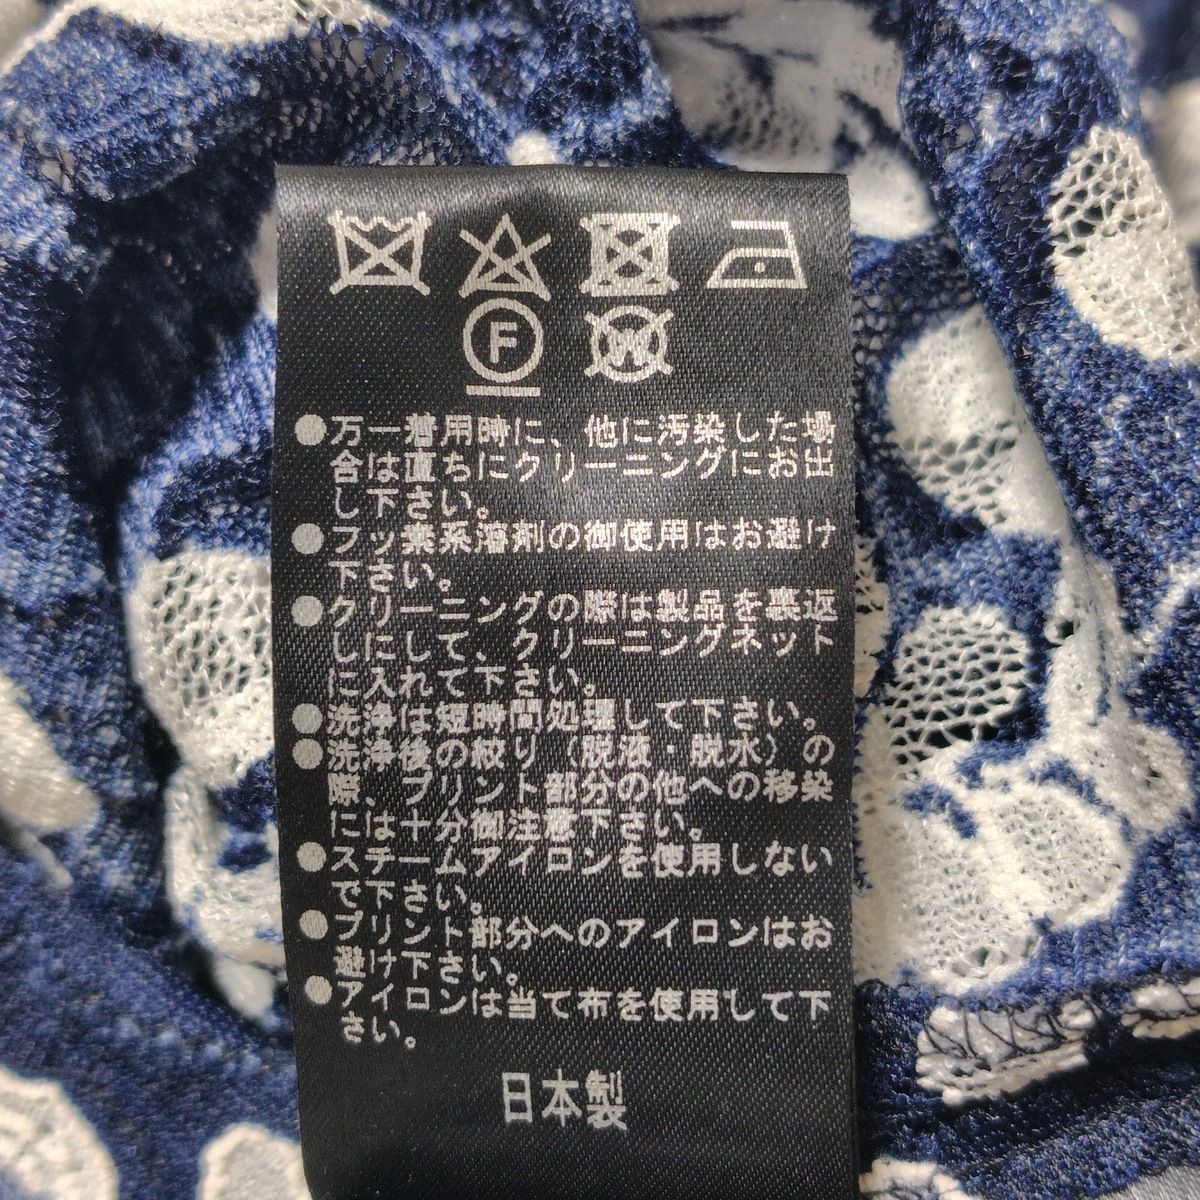 F W
●万一着用時に、他に汚染した場
合は直ちにクリーニングにお出
し下さい。
●フッ素系溶剤の御使用はお避け
下さい。
●クリーニングの際は製品を裏返
しにして、クリーニングネット
に入れて下さい。
●洗浄は短時間処理して下さい。
●洗浄後の絞り（脱液・脱水）の
際、プリント部分の他への移染
には十分御注意下さい。
●スチームアイロンを使用しない
で下さい。
●プリント部分へのアイロンはお
避け下さい。
●アイロンは当て布を使用して下
さい。
日本製